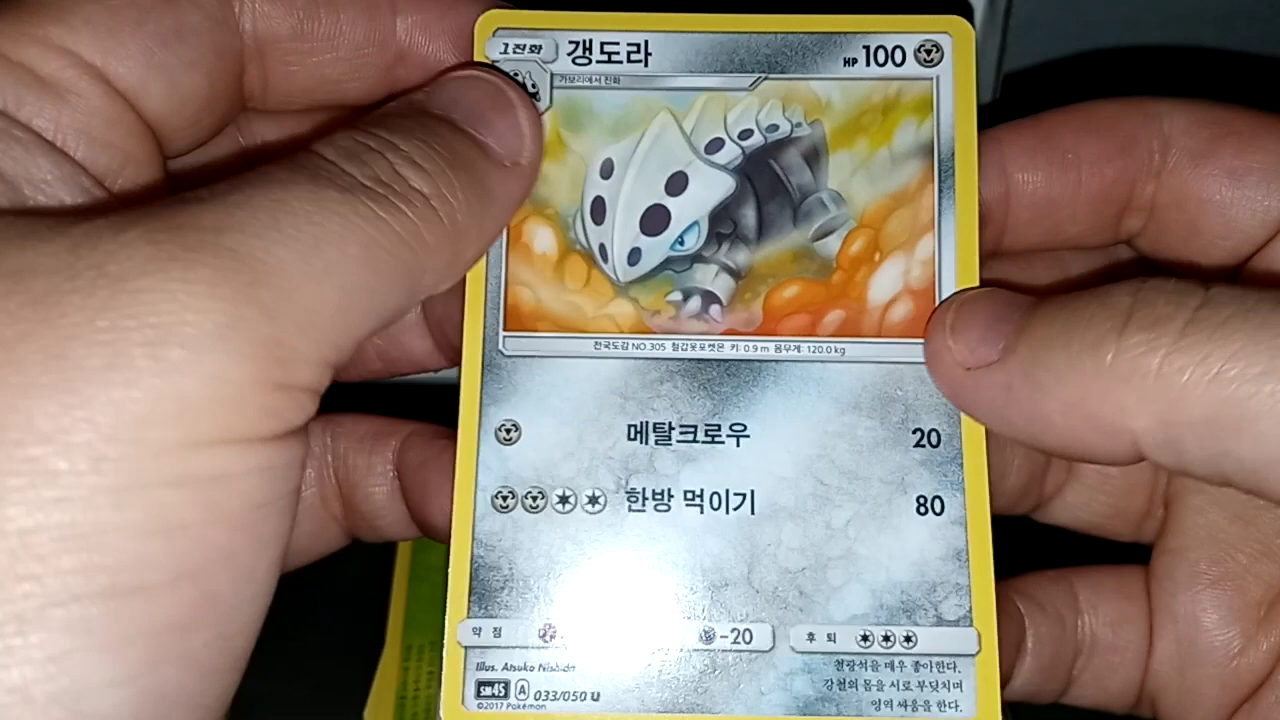 1진화 갱도라 HP 100
가보리에서 진화
전국도감 NO.305 철갑옷포켓몬 키: 0.9 m 몸무게: 120.0 kg
메탈크로우 20
한방 먹이기 80
약점 -20 후퇴
Illus. Atsuko Nishida
철광석을 매우 좋아한다.
강철의 몸을 서로 부딪치며
영역 싸움을 한다.
SM4S A 033/050 U
©2017 Pokémon